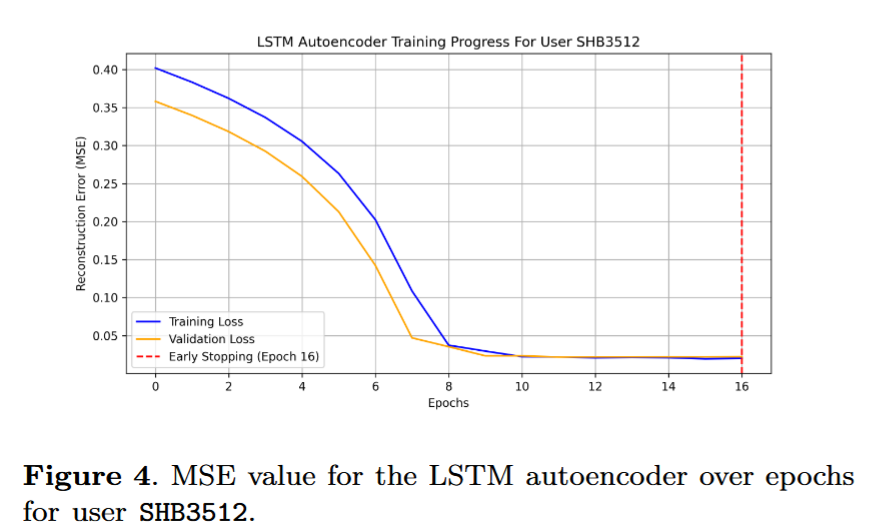 LSTM Autoencoder Training Progress For User SHB3512
0.40
0.35
0.30
0.25
0.20
0.15
0.10
0.05
Reconstruction Error (MSE)
Training Loss
Validation Loss
Early Stopping (Epoch 16)
0 2 4 6 8 10 12 14 16
Epochs
Figure 4. MSE value for the LSTM autoencoder over epochs
for user SHB3512.